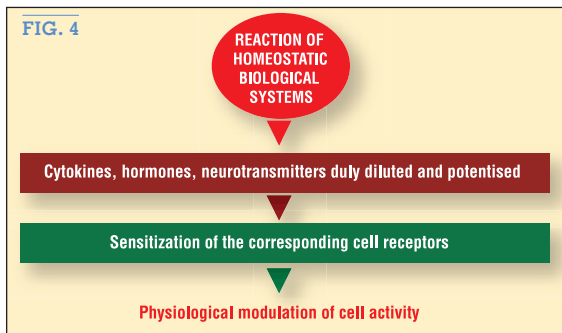 FIG. 4
REACTION OF
HOMEOSTATIC
BIOLOGICAL
SYSTEMS
Cytokines, hormones, neurotransmitters duly diluted and potentised
Sensitization of the corresponding cell receptors
Physiological modulation of cell activity